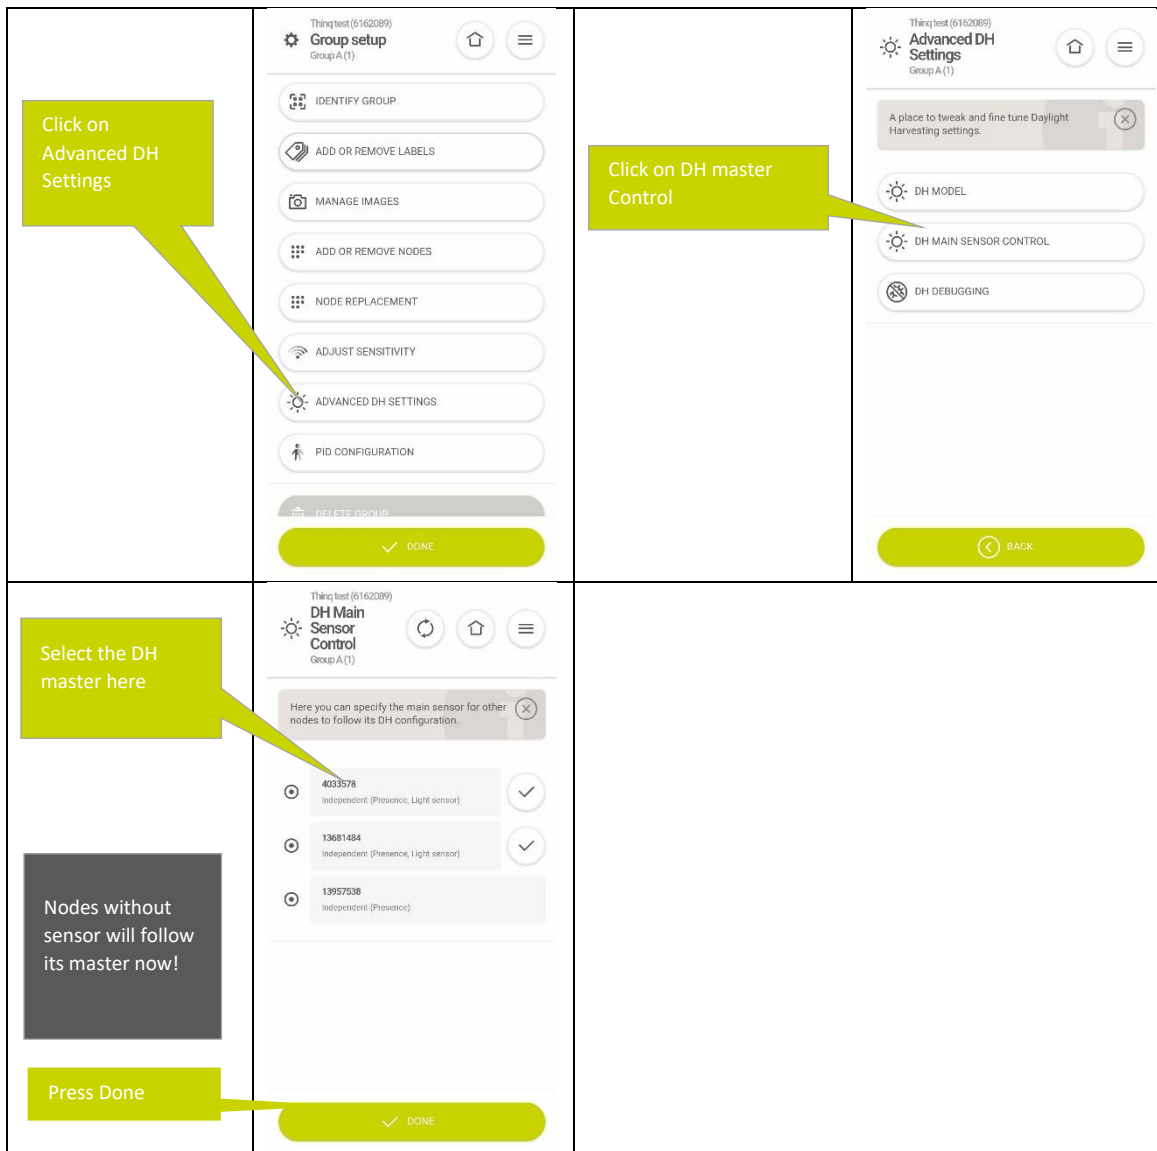 Click on
Advanced DH
Settings
Thinq test (6162089)
Group setup
Group A (1)
IDENTIFY GROUP
ADD OR REMOVE LABELS
MANAGE IMAGES
ADD OR REMOVE NODES
NODE REPLACEMENT
ADJUST SENSITIVITY
ADVANCED DH SETTINGS
PID CONFIGURATION
DELETE GROUP
DONE
Click on DH master
Control
Thinq test (6162089)
Advanced DH
Settings
Group A (1)
A place to tweak and fine tune Daylight
Harvesting settings.
DH MODEL
DH MAIN SENSOR CONTROL
DH DEBUGGING
BACK
Select the DH
master here
Nodes without
sensor will follow
its master now!
Press Done
Thinq test (6162089)
DH Main
Sensor
Control
Group A (1)
Here you can specify the main sensor for other
nodes to follow its DH configuration.
4033578
Independent (Presence, Light sensor)
13681484
Independent (Presence, Light sensor)
13957538
Independent (Presence)
DONE